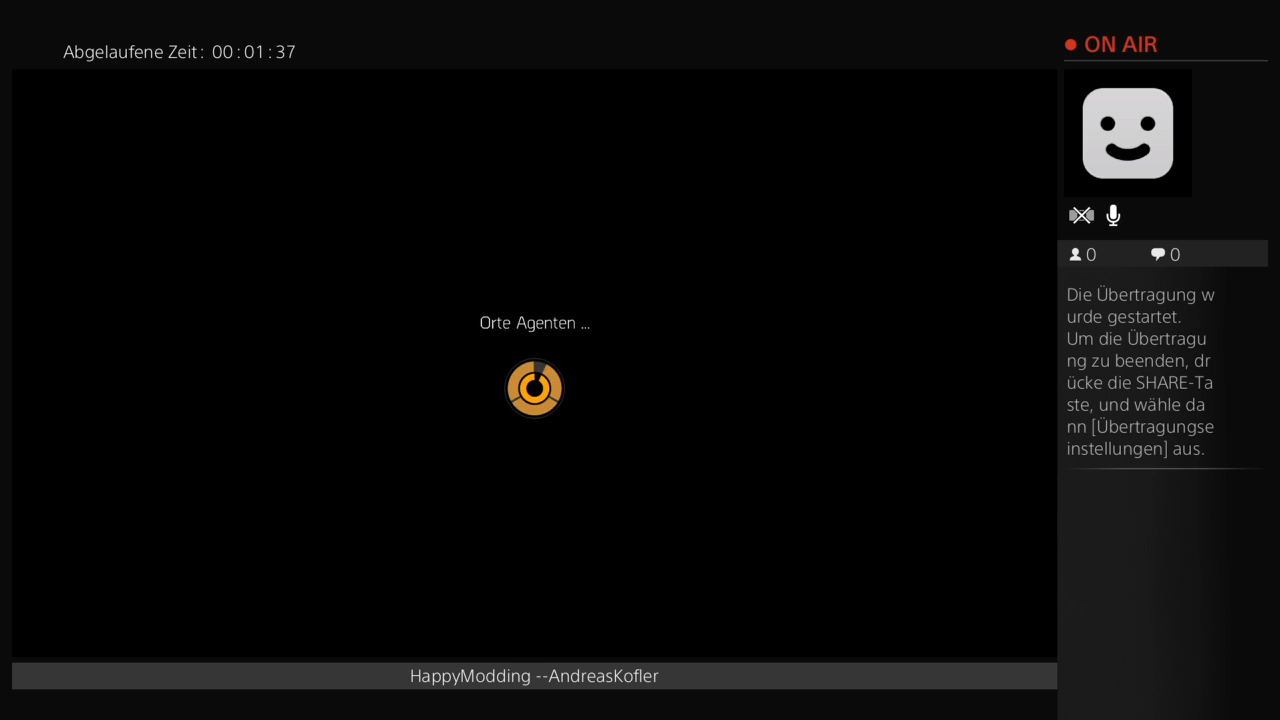 Abgelaufene Zeit: 00:01:37
ON AIR
0 0
Orte Agenten ...
Die Übertragung w
urde gestartet.
Um die Übertragu
ng zu beenden, dr
ücke die SHARE-Ta
ste, und wähle da
nn [Übertragungse
instellungen] aus.
HappyModding --AndreasKofler